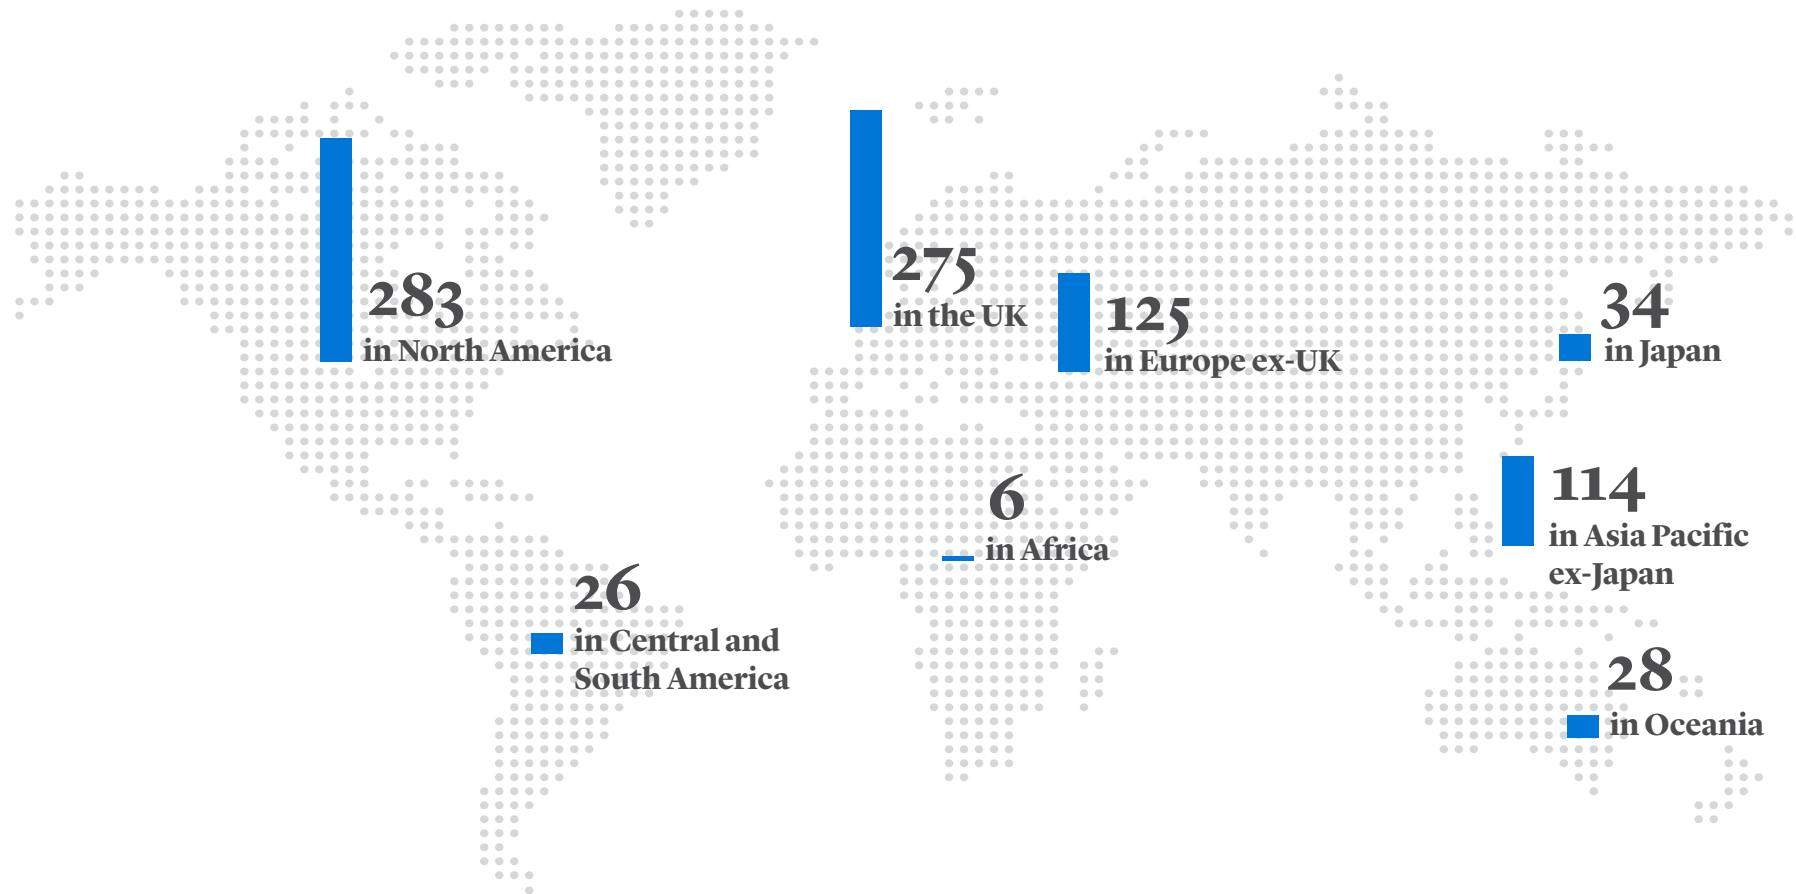 283
in North America
275
in the UK
125
in Europe ex-UK
34
in Japan
6
in Africa
114
in Asia Pacific
ex-Japan
26
in Central and
South America
28
in Oceania